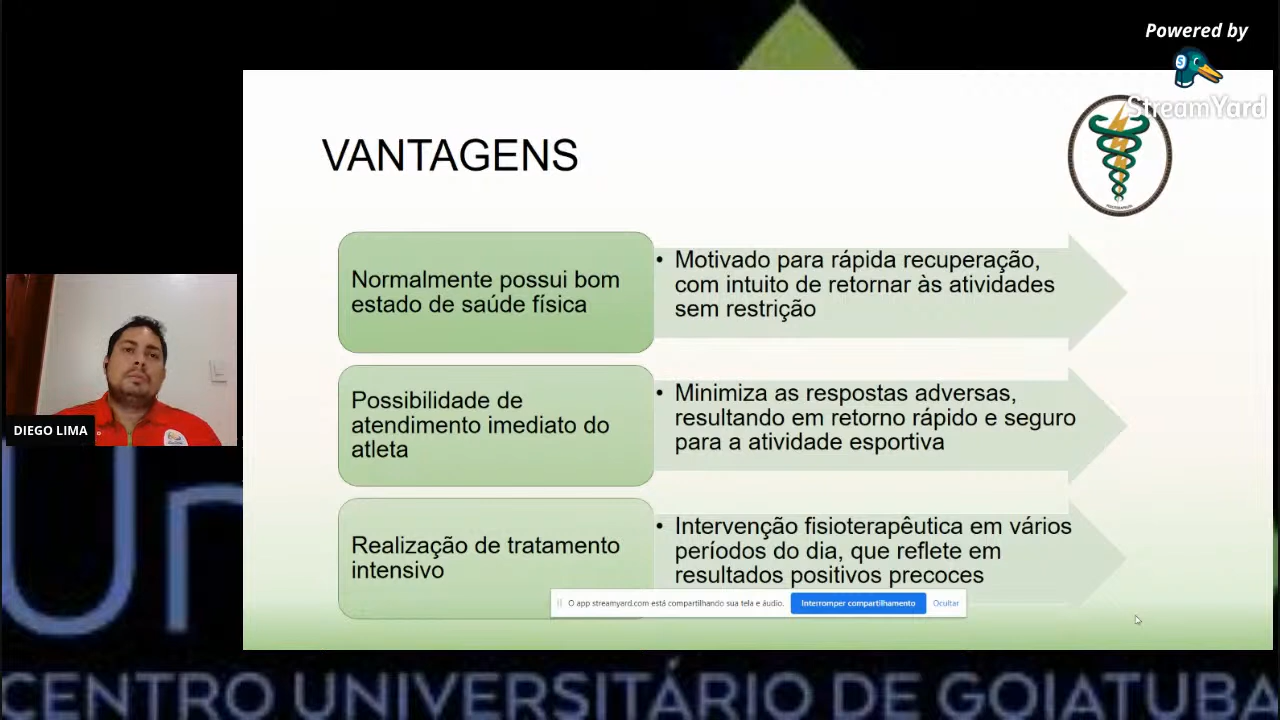 Powered by
StreamYard
VANTAGENS
Normalmente possui bom
estado de saúde física
• Motivado para rápida recuperação,
com intuito de retornar às atividades
sem restrição
Possibilidade de
atendimento imediato do
atleta
• Minimiza as respostas adversas,
resultando em retorno rápido e seguro
para a atividade esportiva
Realização de tratamento
intensivo
• Intervenção fisioterapêutica em vários
períodos do dia, que reflete em
resultados positivos precoces
O app streamyard.com está compartilhando sua tela e áudio.
Interromper compartilhamento
Ocultar
DIEGO LIMA
Un
CENTRO UNIVERSITÁRIO DE GOIATUBA